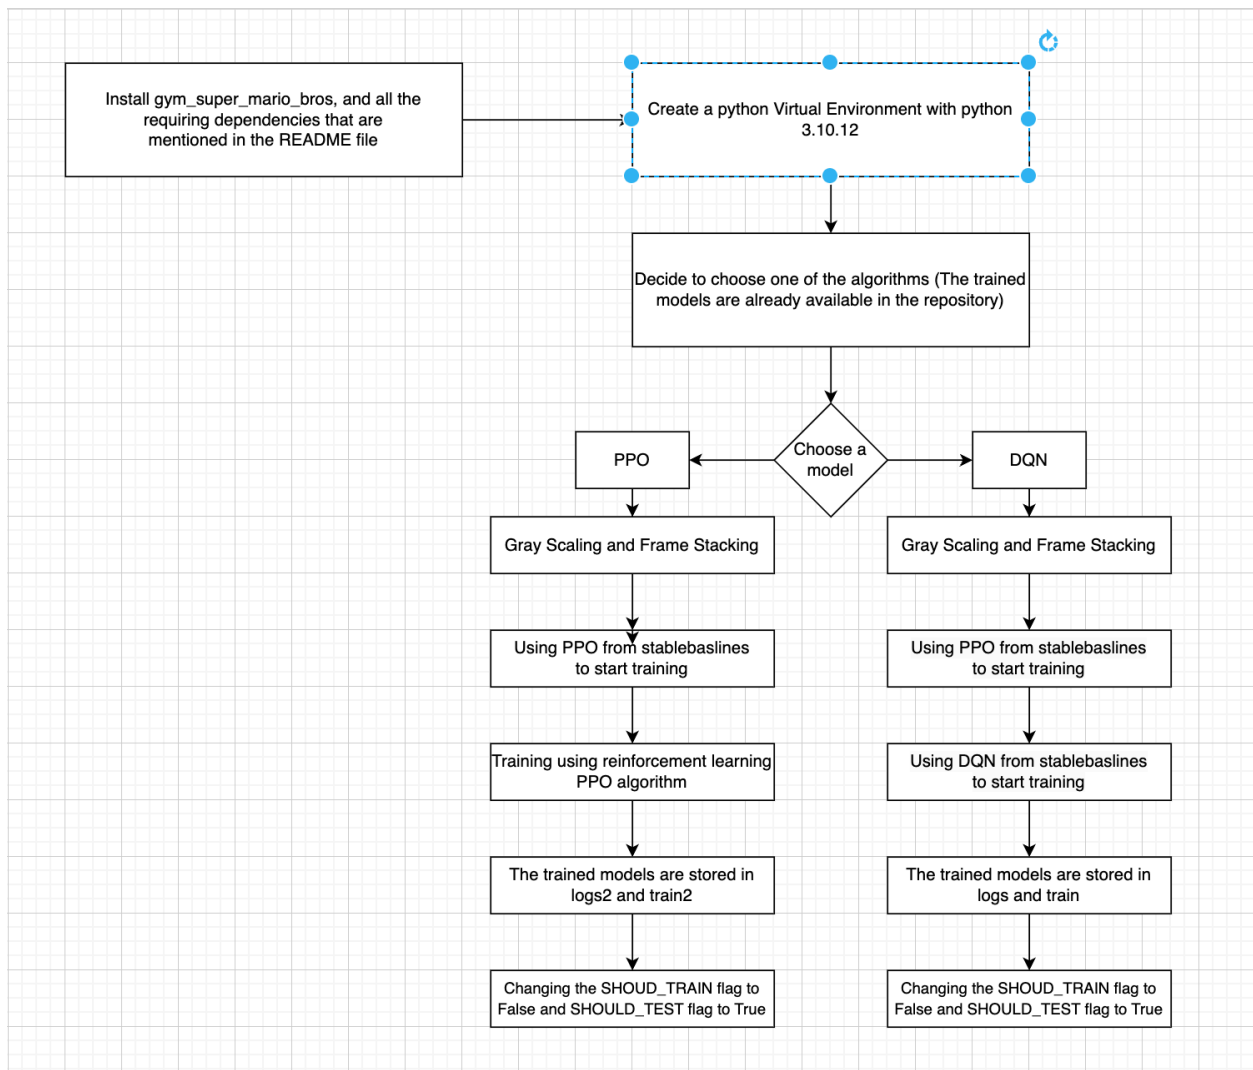 Install gym_super_mario_bros, and all the
requiring dependencies that are
mentioned in the README file
Create a python Virtual Environment with python
3.10.12
Decide to choose one of the algorithms (The trained
models are already available in the repository)
Choose a
model
PPO
DQN
Gray Scaling and Frame Stacking
Using PPO from stablebaslines
to start training
Training using reinforcement learning
PPO algorithm
The trained models are stored in
logs2 and train2
Changing the SHOUD_TRAIN flag to
False and SHOULD_TEST flag to True
Gray Scaling and Frame Stacking
Using PPO from stablebaslines
to start training
Using DQN from stablebaslines
to start training
The trained models are stored in
logs and train
Changing the SHOUD_TRAIN flag to
False and SHOULD_TEST flag to True